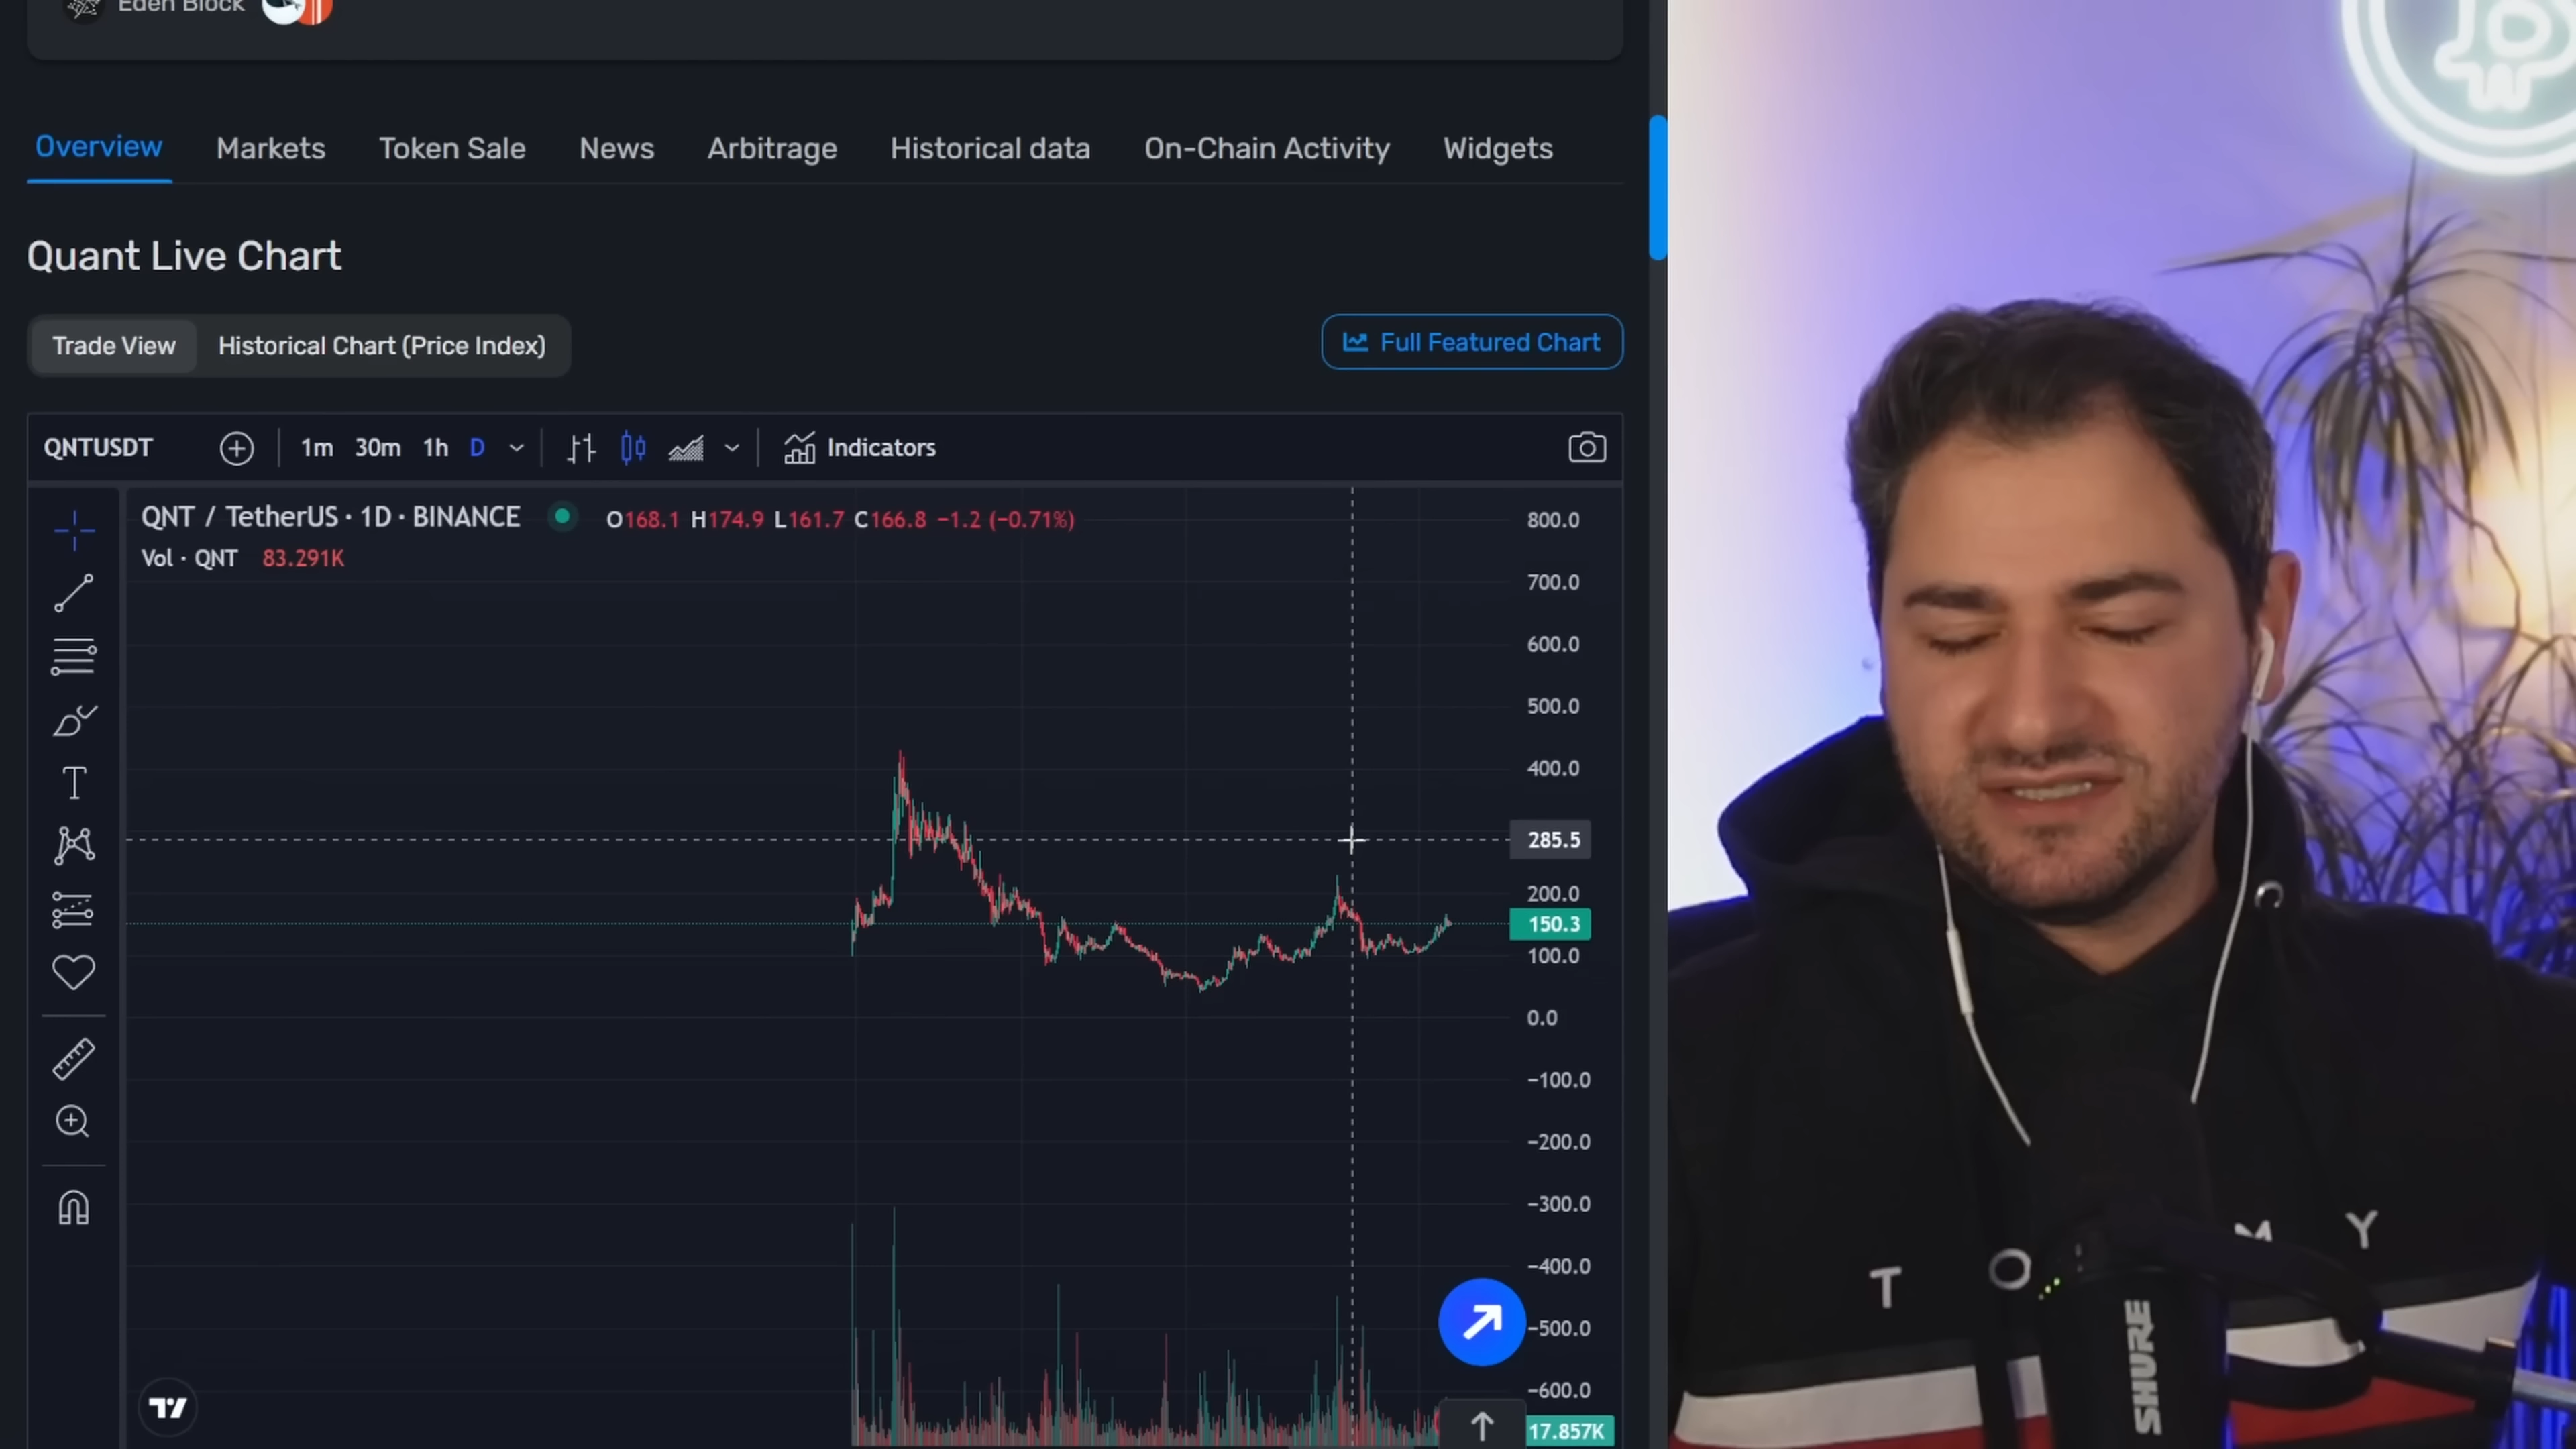 Eden Block
Overview Markets Token Sale News Arbitrage Historical data On-Chain Activity Widgets
Quant Live Chart
Trade View Historical Chart (Price Index)
Full Featured Chart
QNTUSDT 1m 30m 1h D Indicators
QNT / TetherUS · 1D · BINANCE O168.1 H174.9 L161.7 C166.8 −1.2 (−0.71%)
Vol · QNT 83.291K
800.0
700.0
600.0
500.0
400.0
285.5
200.0
150.3
100.0
0.0
−100.0
−200.0
−300.0
−400.0
−500.0
−600.0
17.857K
T O M Y
SHURE